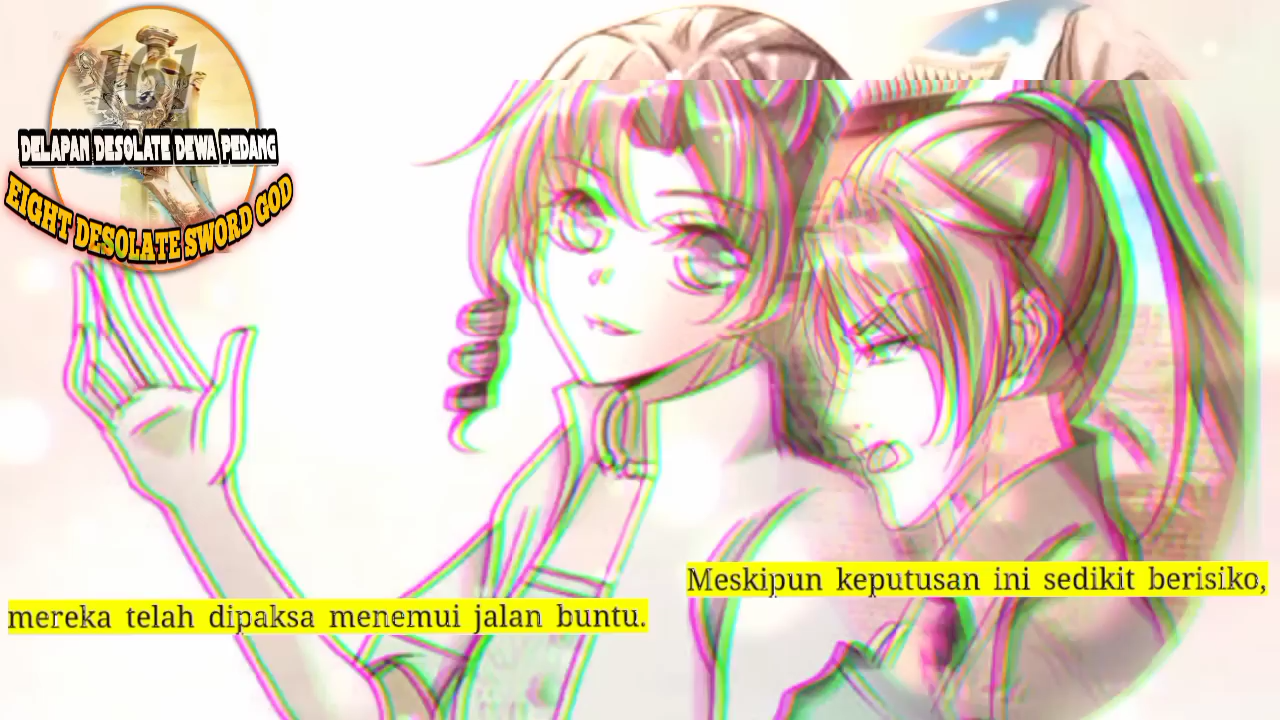 161
DELAPAN DESOLATE DEWA PEDANG
EIGHT DESOLATE SWORD GOD
Meskipun keputusan ini sedikit berisiko,
mereka telah dipaksa menemui jalan buntu.